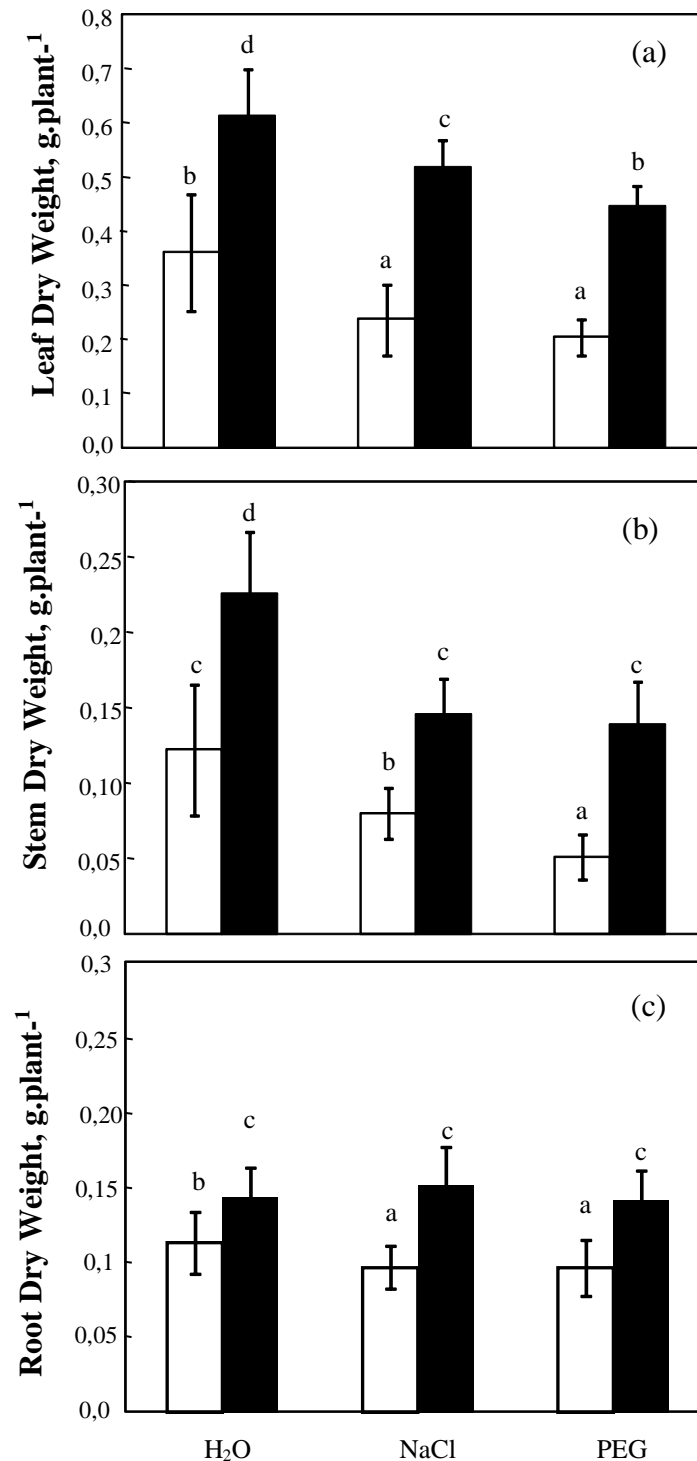 Leaf Dry Weight, g.plant-1
0,8
0,7
0,6
0,5
0,4
0,3
0,2
0,1
0,0
(a)
b
d
a
c
a
b
Stem Dry Weight, g.plant-1
0,30
0,25
0,2
0,15
0,10
0,05
0,0
(b)
c
d
b
c
a
c
Root Dry Weight, g.plant-1
0,3
0,25
0,20
0,15
0,1
0,05
0,0
(c)
b
c
a
c
a
c
H₂O
NaCl
PEG